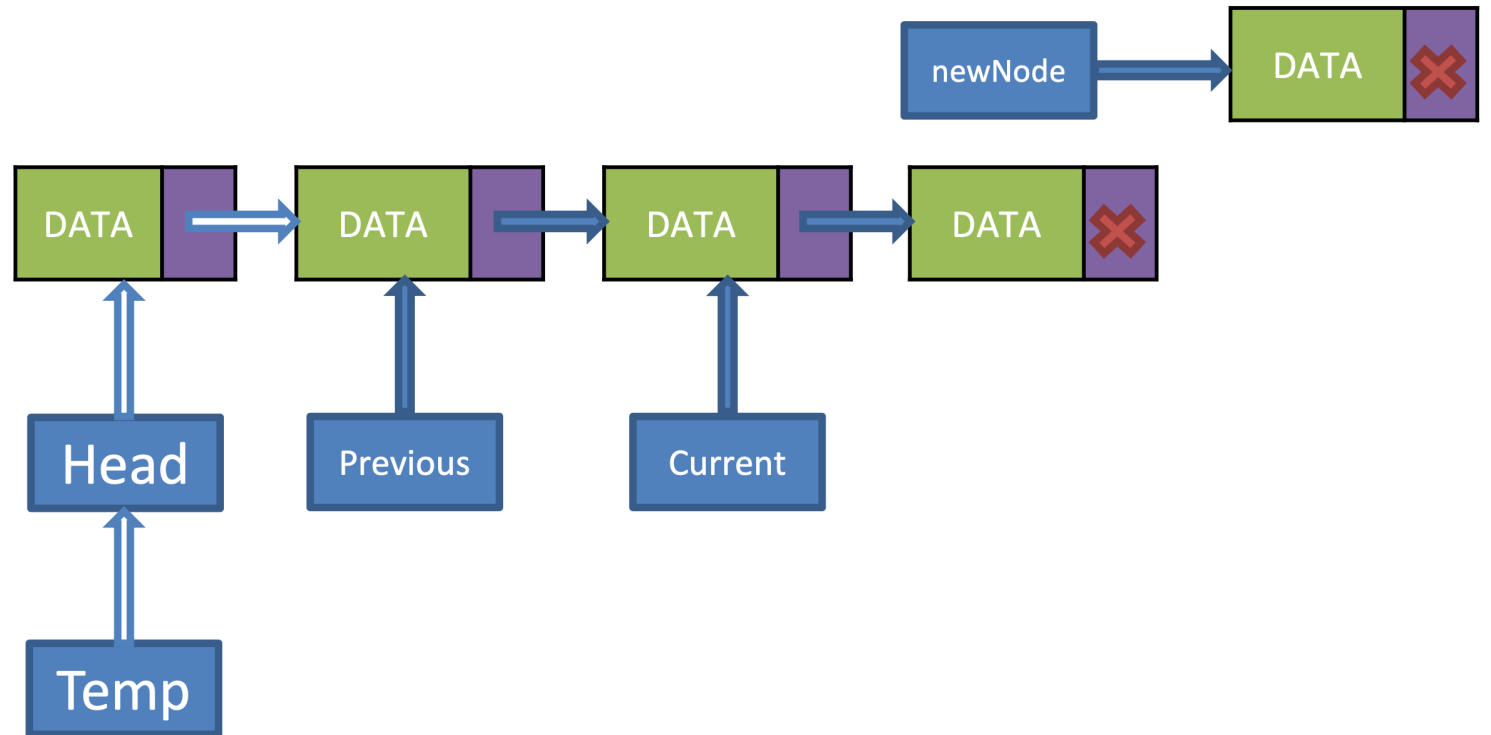 newNode
DATA
DATA
DATA
DATA
DATA
Head
Previous
Current
Temp